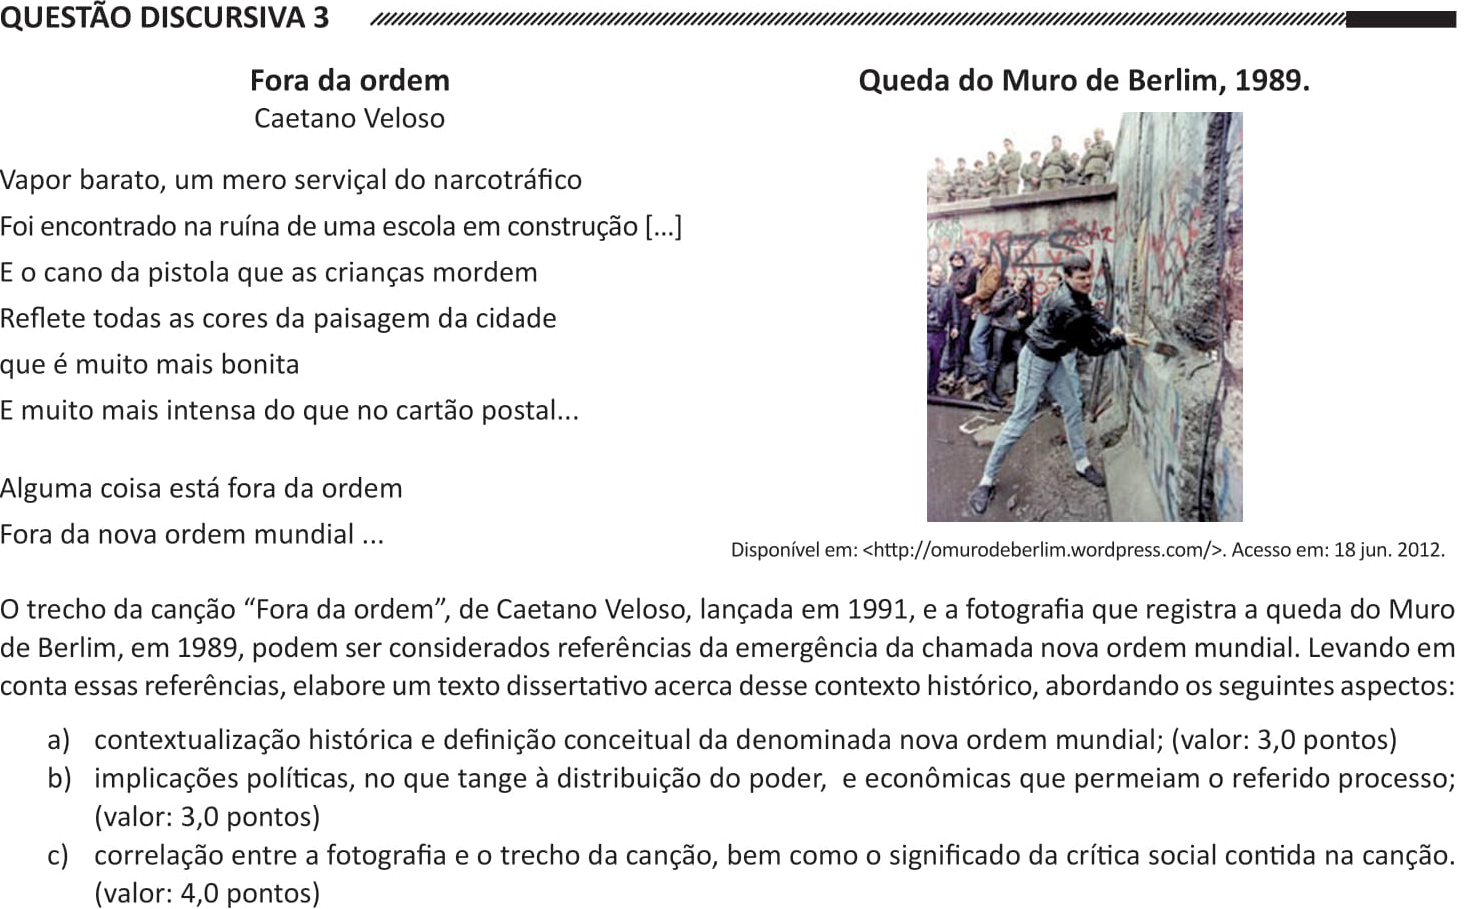 QUESTÃO DISCURSIVA 3
Fora da ordem
Caetano Veloso
Vapor barato, um mero serviçal do narcotráfico
Foi encontrado na ruína de uma escola em construção [...]
E o cano da pistola que as crianças mordem
Reflete todas as cores da paisagem da cidade
que é muito mais bonita
E muito mais intensa do que no cartão postal...
Alguma coisa está fora da ordem
Fora da nova ordem mundial ...
Queda do Muro de Berlim, 1989.
NZS
Disponível em: <http://omurodeberlim.wordpress.com/>. Acesso em: 18 jun. 2012.
O trecho da canção “Fora da ordem”, de Caetano Veloso, lançada em 1991, e a fotografia que registra a queda do Muro
de Berlim, em 1989, podem ser considerados referências da emergência da chamada nova ordem mundial. Levando em
conta essas referências, elabore um texto dissertativo acerca desse contexto histórico, abordando os seguintes aspectos:
a) contextualização histórica e definição conceitual da denominada nova ordem mundial; (valor: 3,0 pontos)
b) implicações políticas, no que tange à distribuição do poder, e econômicas que permeiam o referido processo;
(valor: 3,0 pontos)
c) correlação entre a fotografia e o trecho da canção, bem como o significado da crítica social contida na canção.
(valor: 4,0 pontos)